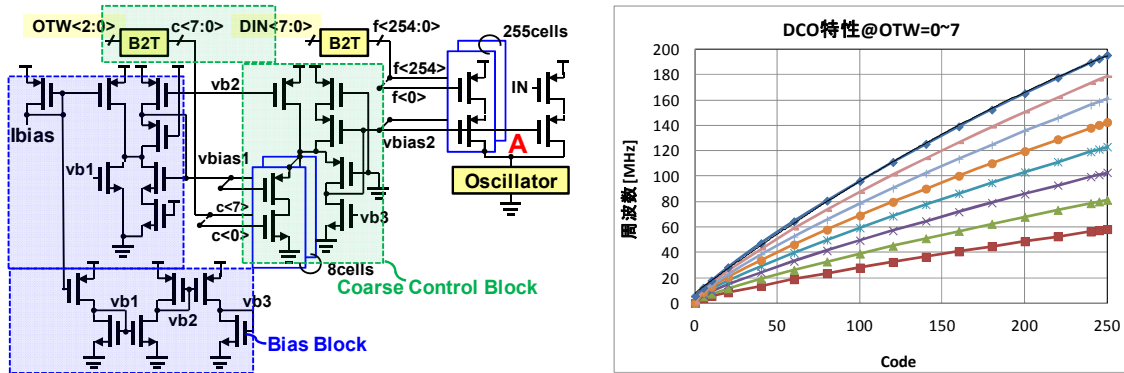 OTW<2:0>
B2T
c<7:0>
DIN<7:0>
B2T
f<254:0>
255cells
f<254>
f<0>
IN
vb2
Ibias
vb1
vbias1
vbias2
A
Oscillator
c<7>
c<0>
vb3
8cells
Coarse Control Block
vb1
vb2
vb3
Bias Block
DCO特性@OTW=0~7
周波数[MHz]
200
180
160
140
120
100
80
60
40
20
0
0 50 100 150 200 250
Code